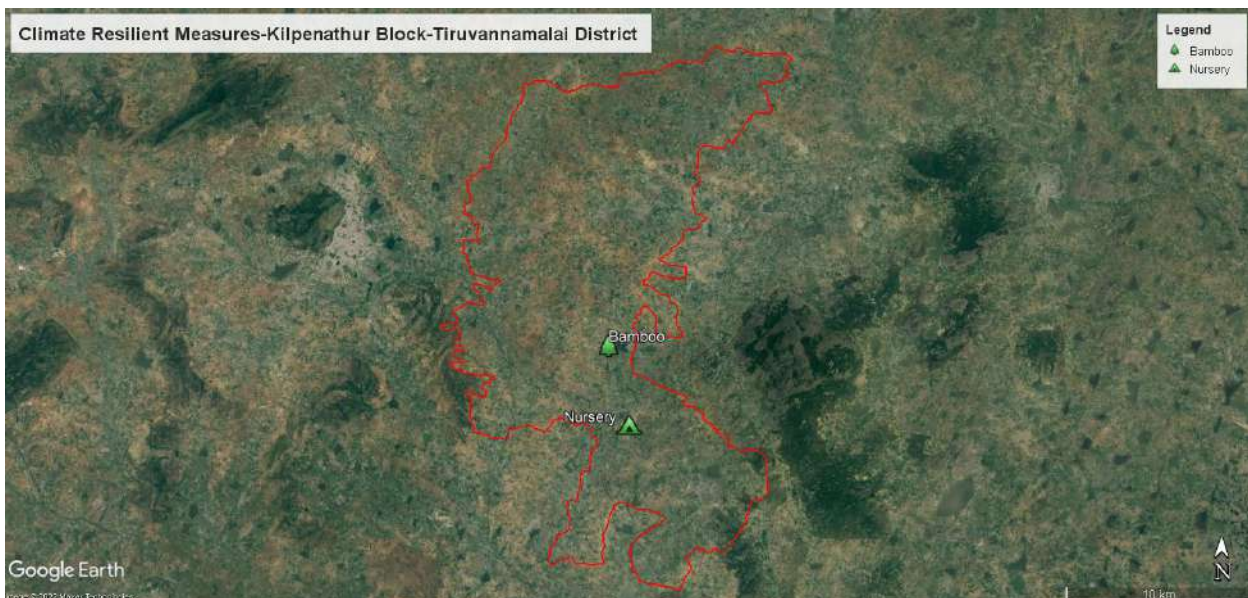 Climate Resilient Measures-Kilpenathur Block-Tiruvannamalai District
Legend
Bamboo
Nursery
Bamboo
Nursery
Google Earth
N
10 km